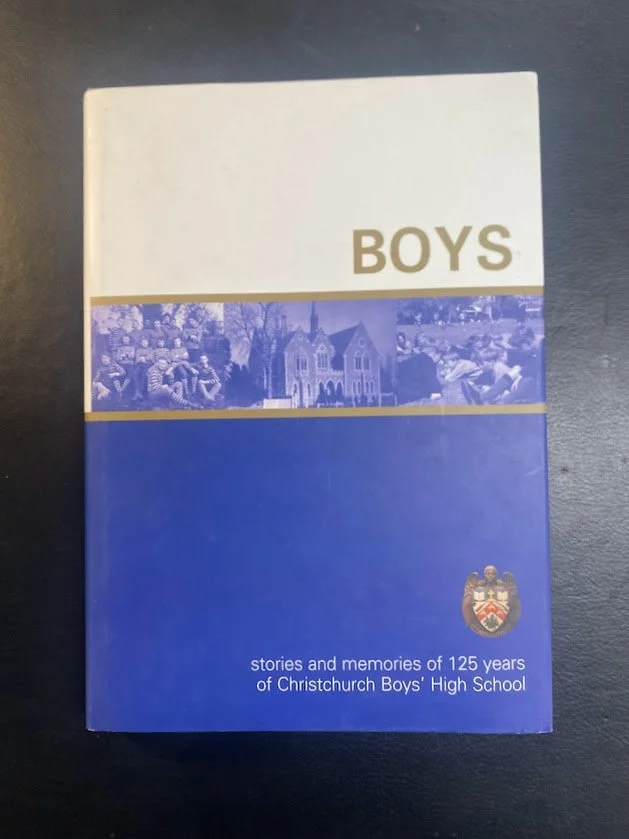 BOYS
stories and memories of 125 years
of Christchurch Boys' High School